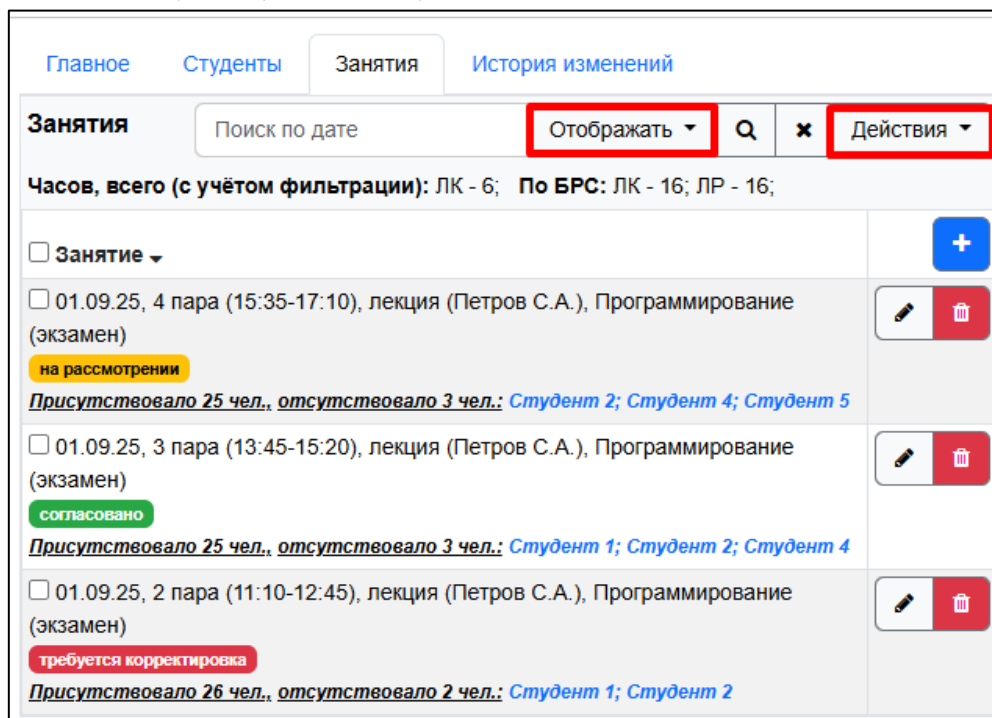 Главное Студенты Занятия История изменений
Занятия Поиск по дате Отображать Действия
Часов, всего (с учётом фильтрации): ЛК - 6; По БРС: ЛК - 16; ЛР - 16;
Занятие
01.09.25, 4 пара (15:35-17:10), лекция (Петров С.А.), Программирование
(экзамен)
на рассмотрении
Присутствовало 25 чел., отсутствовало 3 чел.: Студент 2; Студент 4; Студент 5
01.09.25, 3 пара (13:45-15:20), лекция (Петров С.А.), Программирование
(экзамен)
согласовано
Присутствовало 25 чел., отсутствовало 3 чел.: Студент 1; Студент 2; Студент 4
01.09.25, 2 пара (11:10-12:45), лекция (Петров С.А.), Программирование
(экзамен)
требуется корректировка
Присутствовало 26 чел., отсутствовало 2 чел.: Студент 1; Студент 2